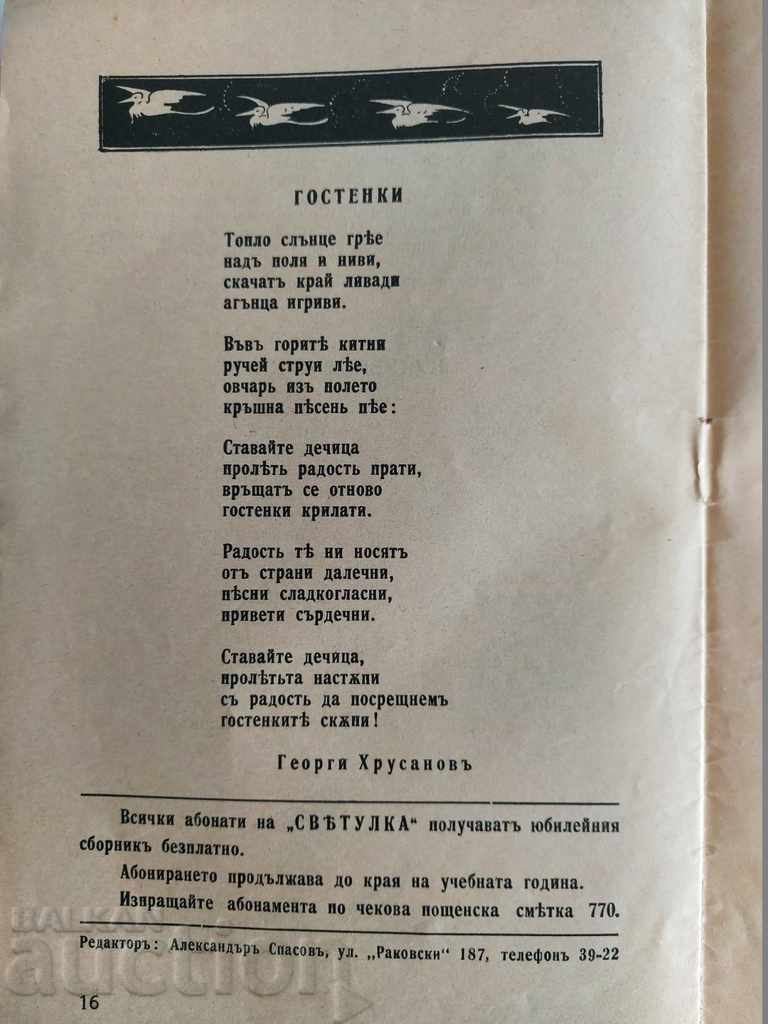 ГОСТЕНКИ
Топло слънце грѣе
надъ поля и ниви,
скачатъ край ливади
агънца игриви.
Във­ъ горитѣ китни
ручей струи лѣе,
овчарь изъ полето
кръшна пѣсень пѣе:
Ставайте дечица
пролѣть радость прати,
връщатъ се отново
гостенки крилати.
Радость тѣ ни носятъ
отъ страни далечни,
пѣсни сладкогласни,
привети сърдечни.
Ставайте дечица,
пролѣтьта настѫпи
съ радость да посрещнемъ
гостенкитѣ скѫпи!
Георги Хрусановъ
Всички абонати на „СВѢТУЛКА“ получаватъ юбилейния
сборникъ безплатно.
Абонирането продължава до края на учебната година.
Изпращайте абонамента по чекова пощенска смѣтка 770.
Редакторъ: Александъръ Спасовъ, ул. „Раковски“ 187, телефонъ 39-22
16
БАЛКАН
auction